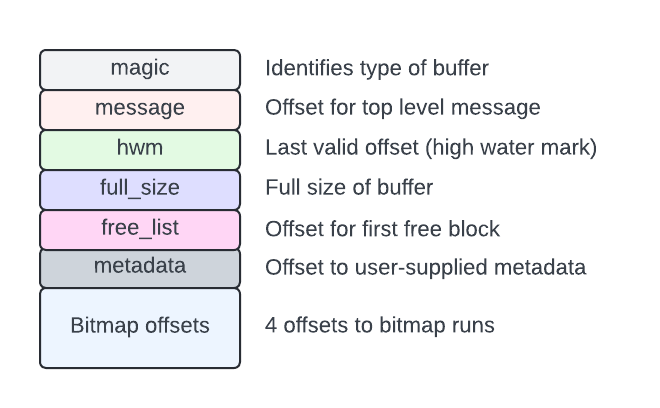 magic Identifies type of buffer
message Offset for top level message
hwm Last valid offset (high water mark)
full_size Full size of buffer
free_list Offset for first free block
metadata Offset to user-supplied metadata
Bitmap offsets 4 offsets to bitmap runs